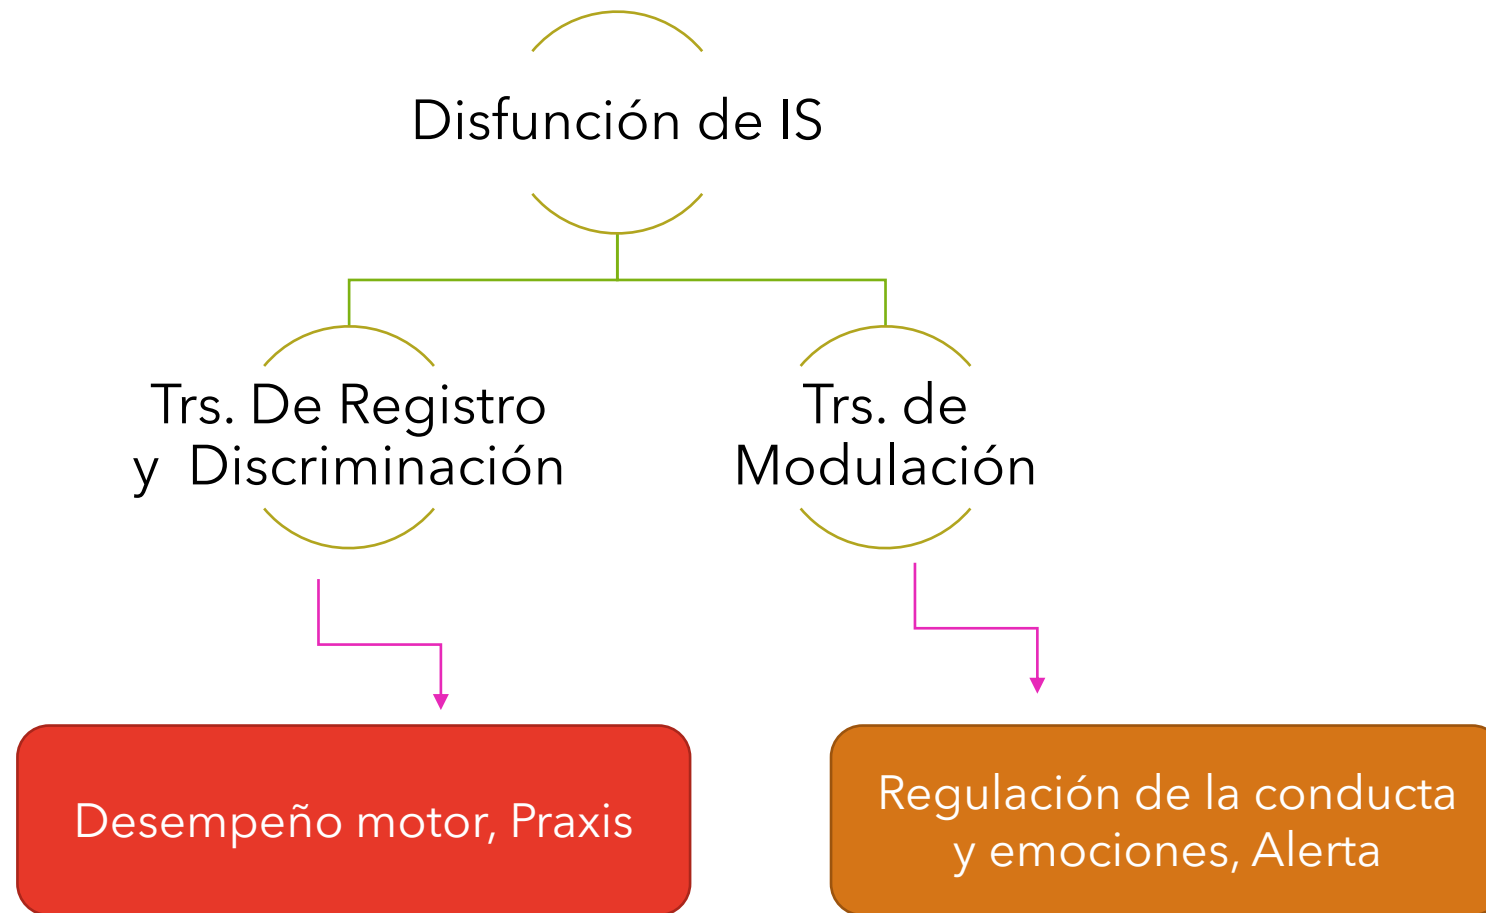 Disfunción de IS
Trs. De Registro
y Discriminación
Trs. de
Modulación
Desempeño motor, Praxis
Regulación de la conducta
y emociones, Alerta